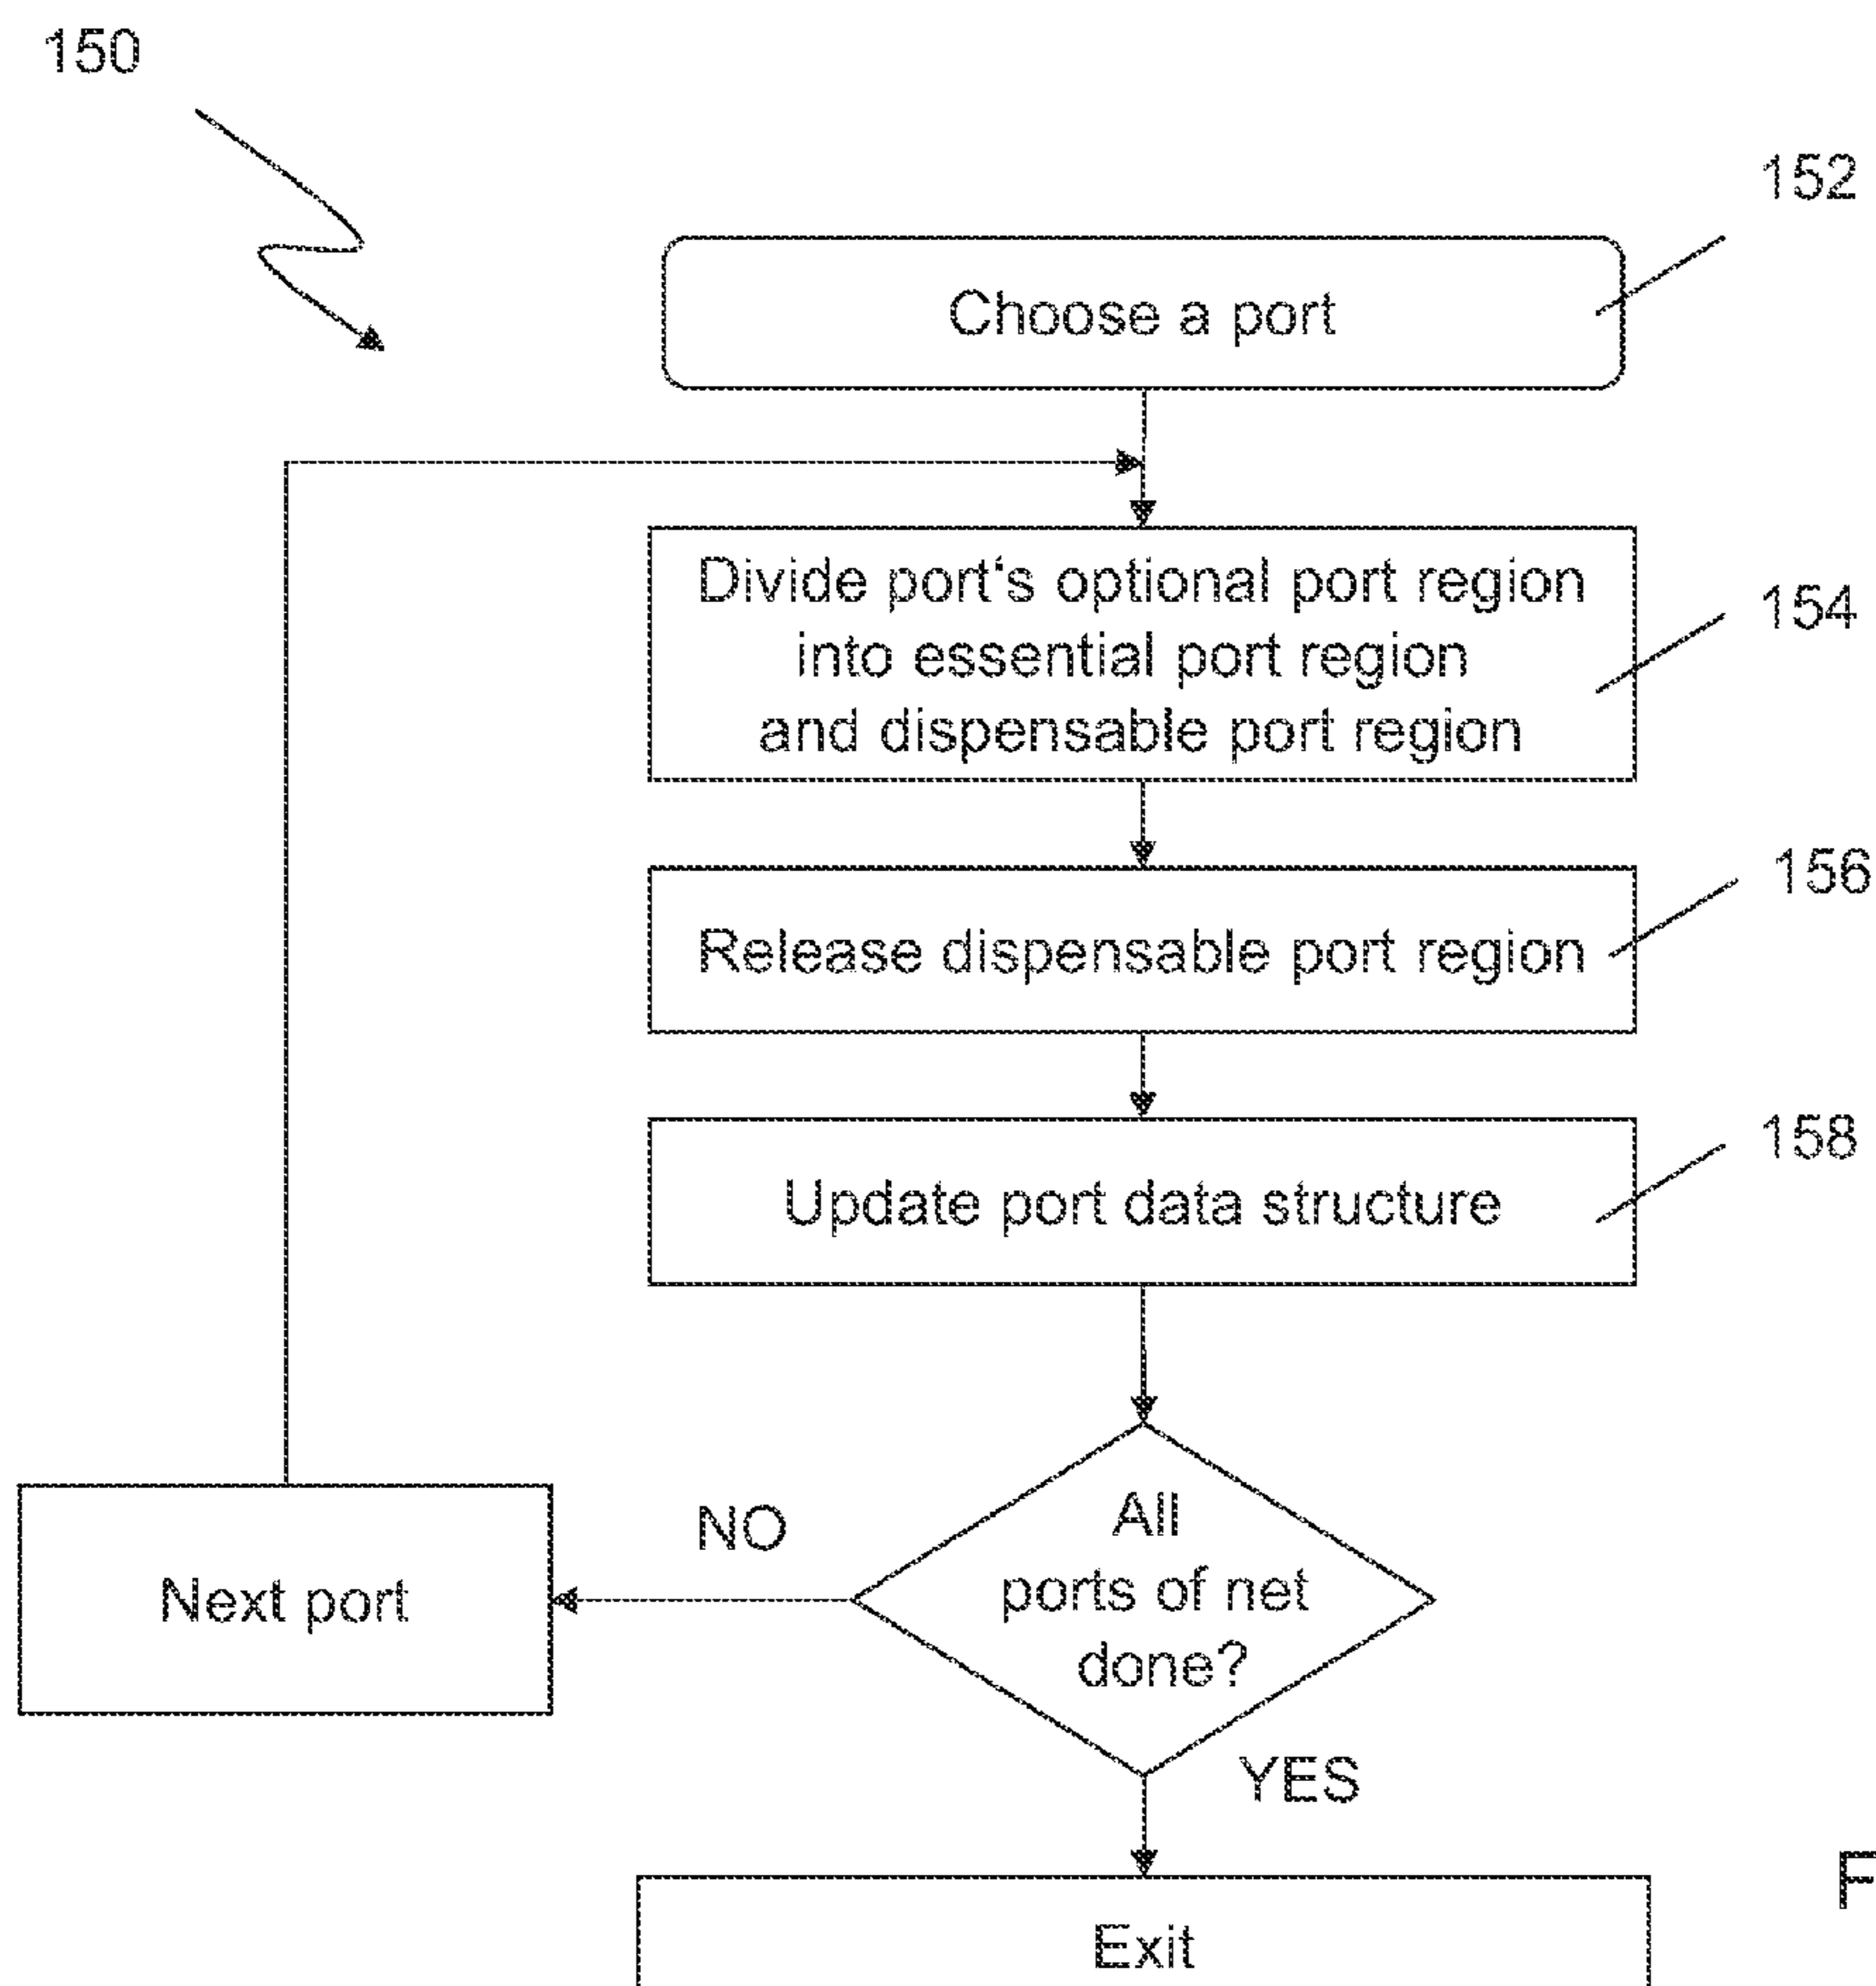 150
152
Choose a port
Divide port‘s optional port region
into essential port region
and dispensable port region
154
156
Release dispensable port region
158
Update port data structure
All
ports of net
done?
NO
Next port
YES
Exit
F